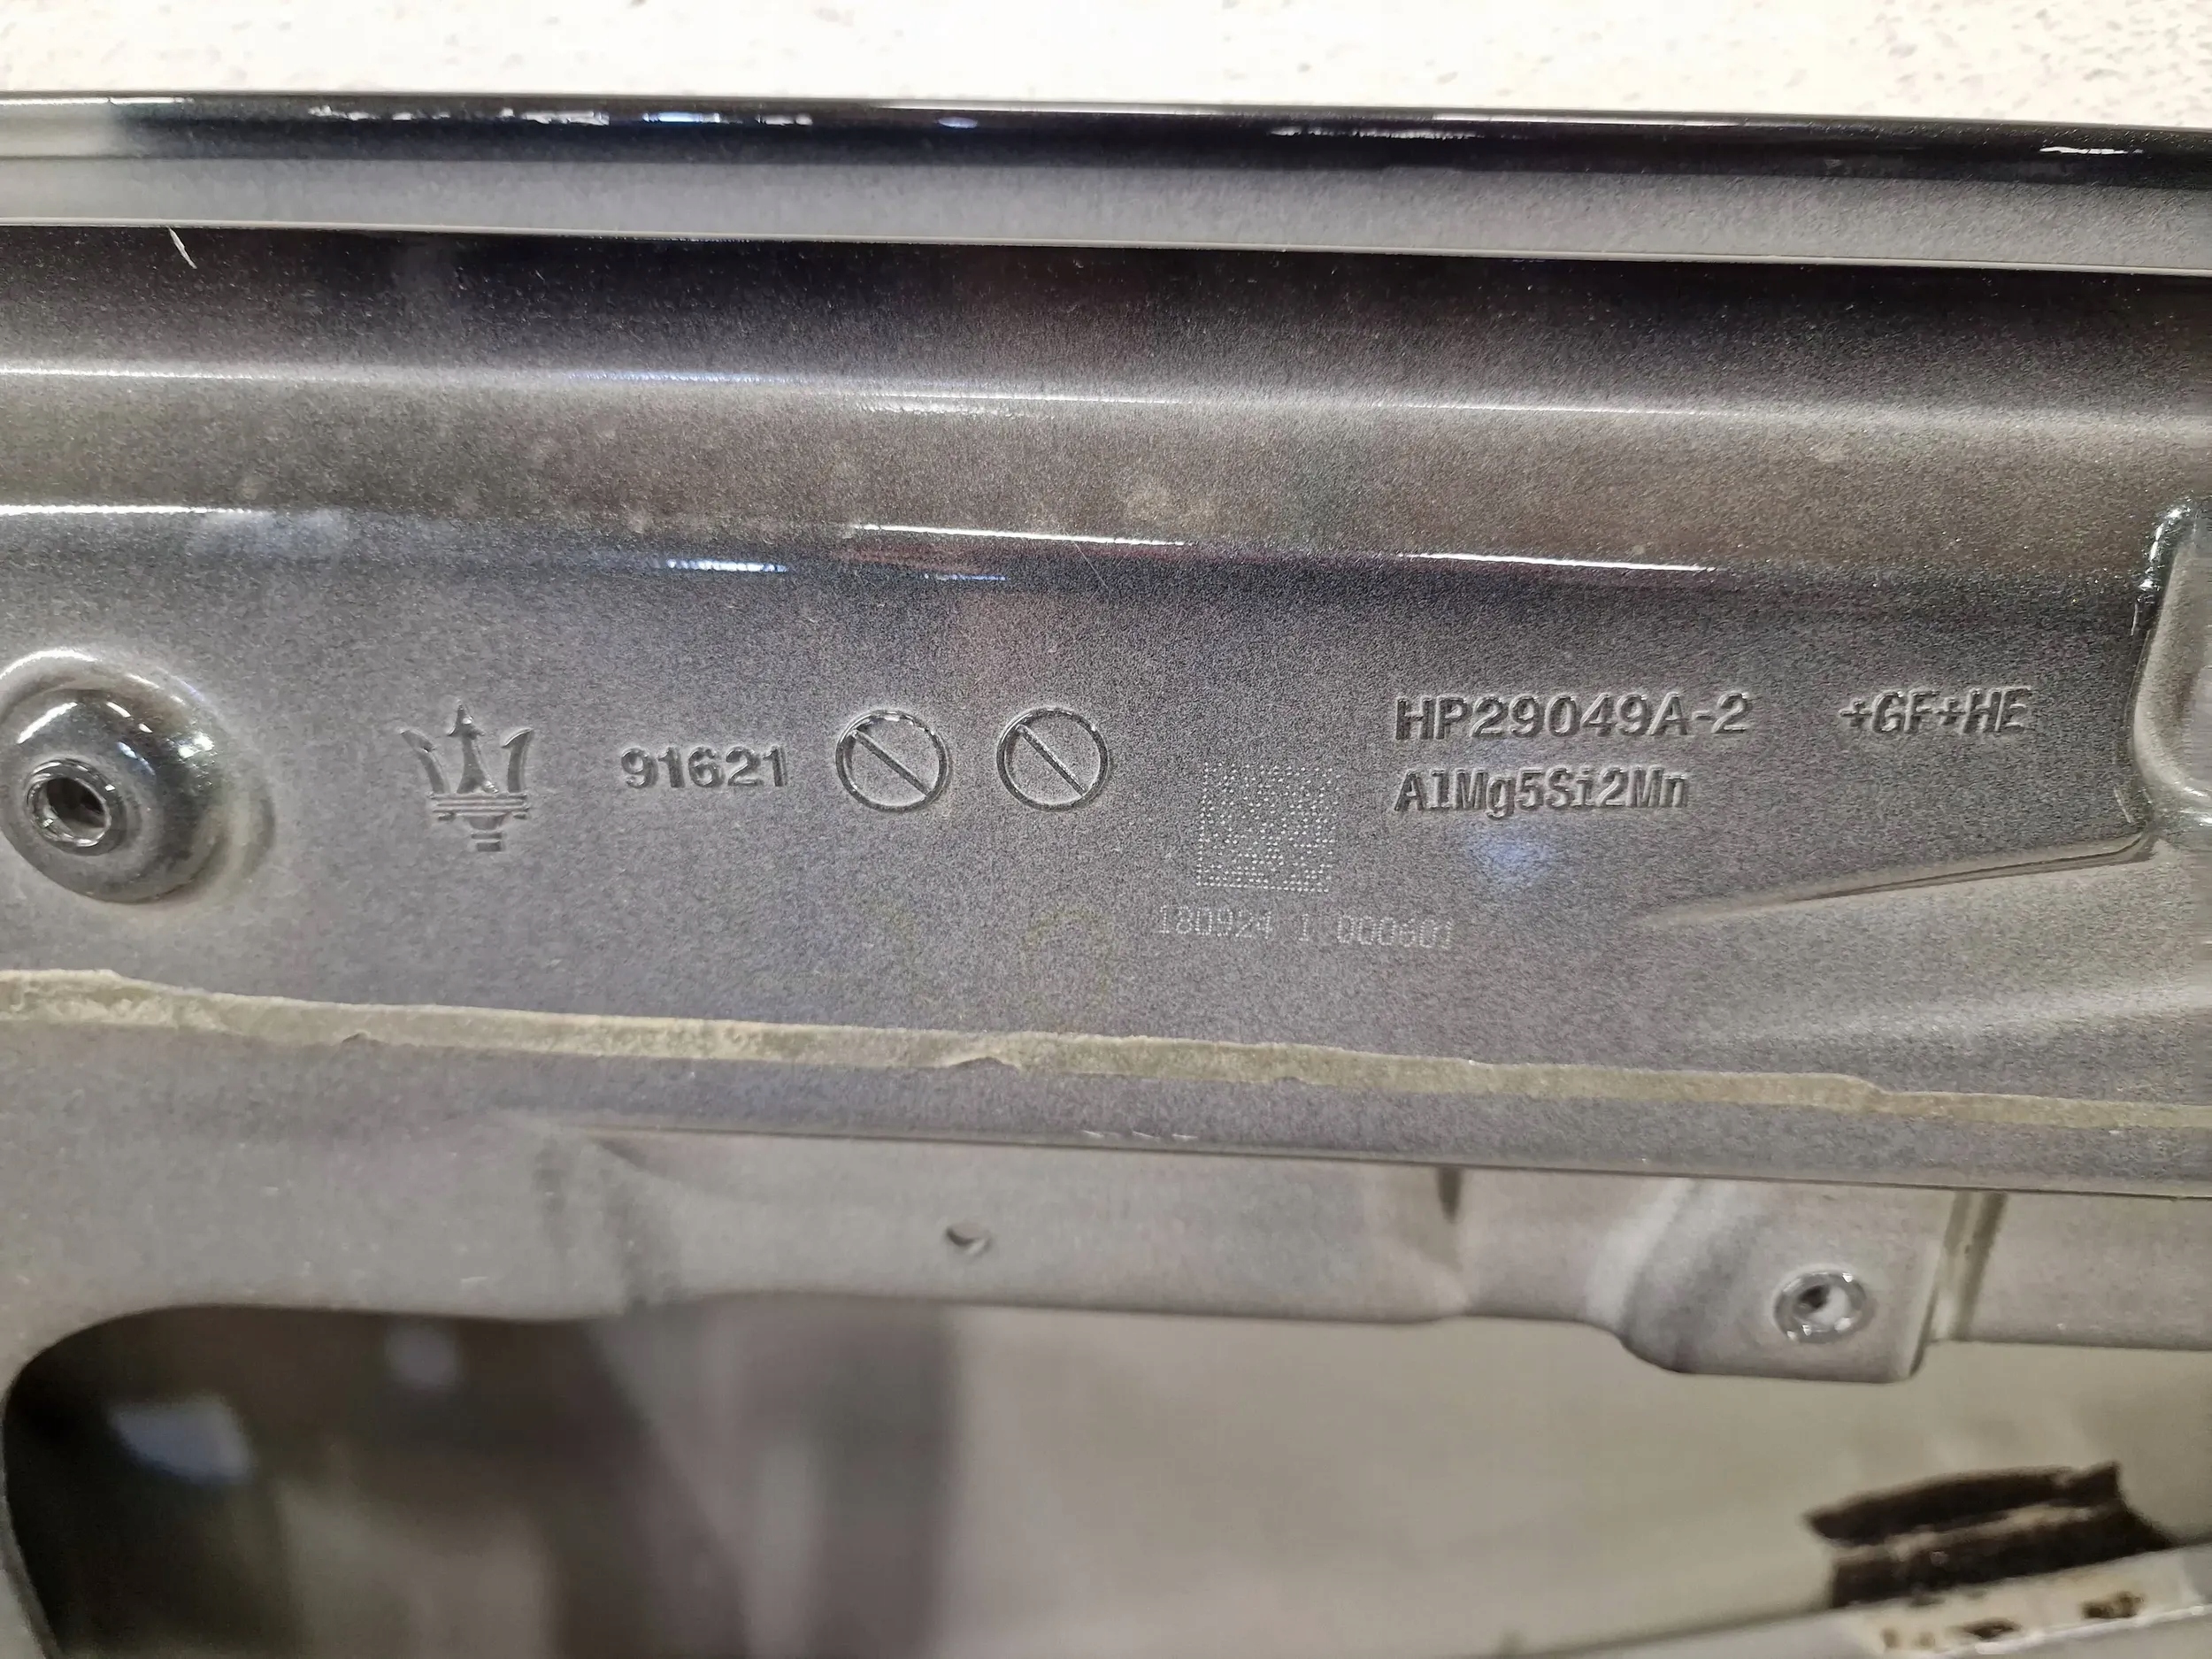 91621
HP29049A-2 +GF+HE
AlMg5Si2Mn
180924 1 000601